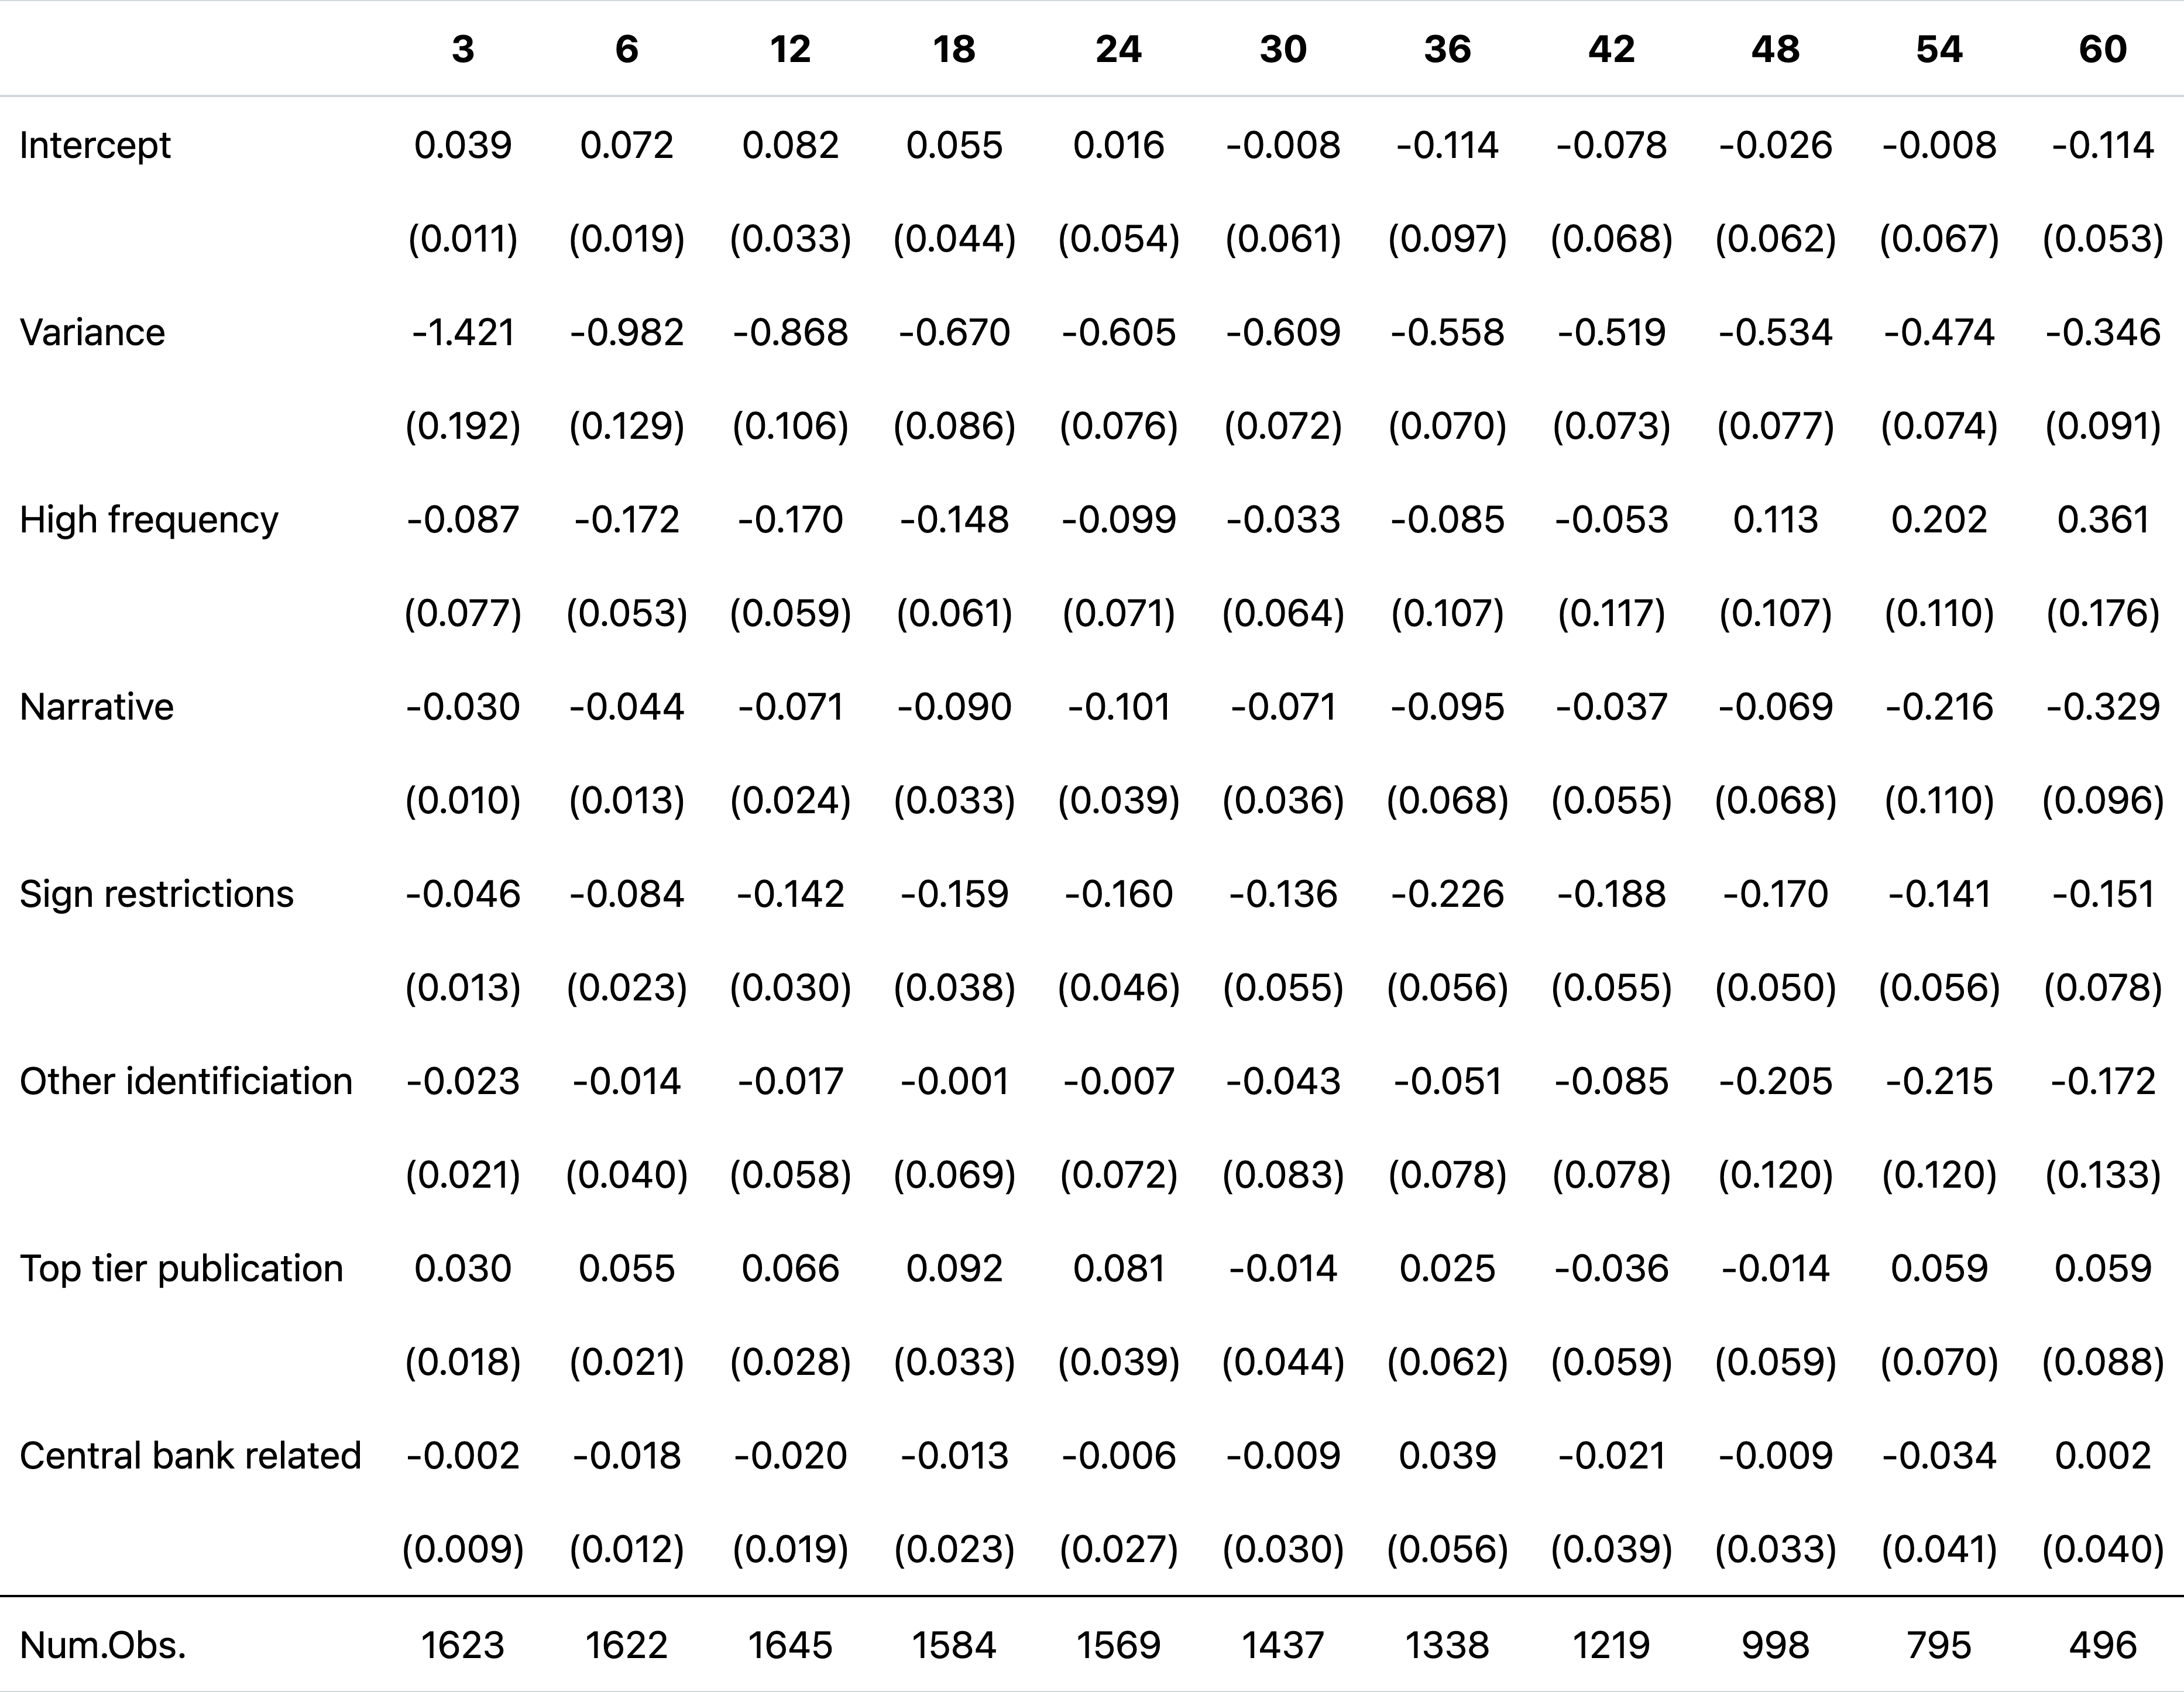 3 6 12 18 24 30 36 42 48 54 60
Intercept 0.039 0.072 0.082 0.055 0.016 -0.008 -0.114 -0.078 -0.026 -0.008 -0.114
(0.011) (0.019) (0.033) (0.044) (0.054) (0.061) (0.097) (0.068) (0.062) (0.067) (0.053)
Variance -1.421 -0.982 -0.868 -0.670 -0.605 -0.609 -0.558 -0.519 -0.534 -0.474 -0.346
(0.192) (0.129) (0.106) (0.086) (0.076) (0.072) (0.070) (0.073) (0.077) (0.074) (0.091)
High frequency -0.087 -0.172 -0.170 -0.148 -0.099 -0.033 -0.085 -0.053 0.113 0.202 0.361
(0.077) (0.053) (0.059) (0.061) (0.071) (0.064) (0.107) (0.117) (0.107) (0.110) (0.176)
Narrative -0.030 -0.044 -0.071 -0.090 -0.101 -0.071 -0.095 -0.037 -0.069 -0.216 -0.329
(0.010) (0.013) (0.024) (0.033) (0.039) (0.036) (0.068) (0.055) (0.068) (0.110) (0.096)
Sign restrictions -0.046 -0.084 -0.142 -0.159 -0.160 -0.136 -0.226 -0.188 -0.170 -0.141 -0.151
(0.013) (0.023) (0.030) (0.038) (0.046) (0.055) (0.056) (0.055) (0.050) (0.056) (0.078)
Other identificiation -0.023 -0.014 -0.017 -0.001 -0.007 -0.043 -0.051 -0.085 -0.205 -0.215 -0.172
(0.021) (0.040) (0.058) (0.069) (0.072) (0.083) (0.078) (0.078) (0.120) (0.120) (0.133)
Top tier publication 0.030 0.055 0.066 0.092 0.081 -0.014 0.025 -0.036 -0.014 0.059 0.059
(0.018) (0.021) (0.028) (0.033) (0.039) (0.044) (0.062) (0.059) (0.059) (0.070) (0.088)
Central bank related -0.002 -0.018 -0.020 -0.013 -0.006 -0.009 0.039 -0.021 -0.009 -0.034 0.002
(0.009) (0.012) (0.019) (0.023) (0.027) (0.030) (0.056) (0.039) (0.033) (0.041) (0.040)
Num.Obs. 1623 1622 1645 1584 1569 1437 1338 1219 998 795 496